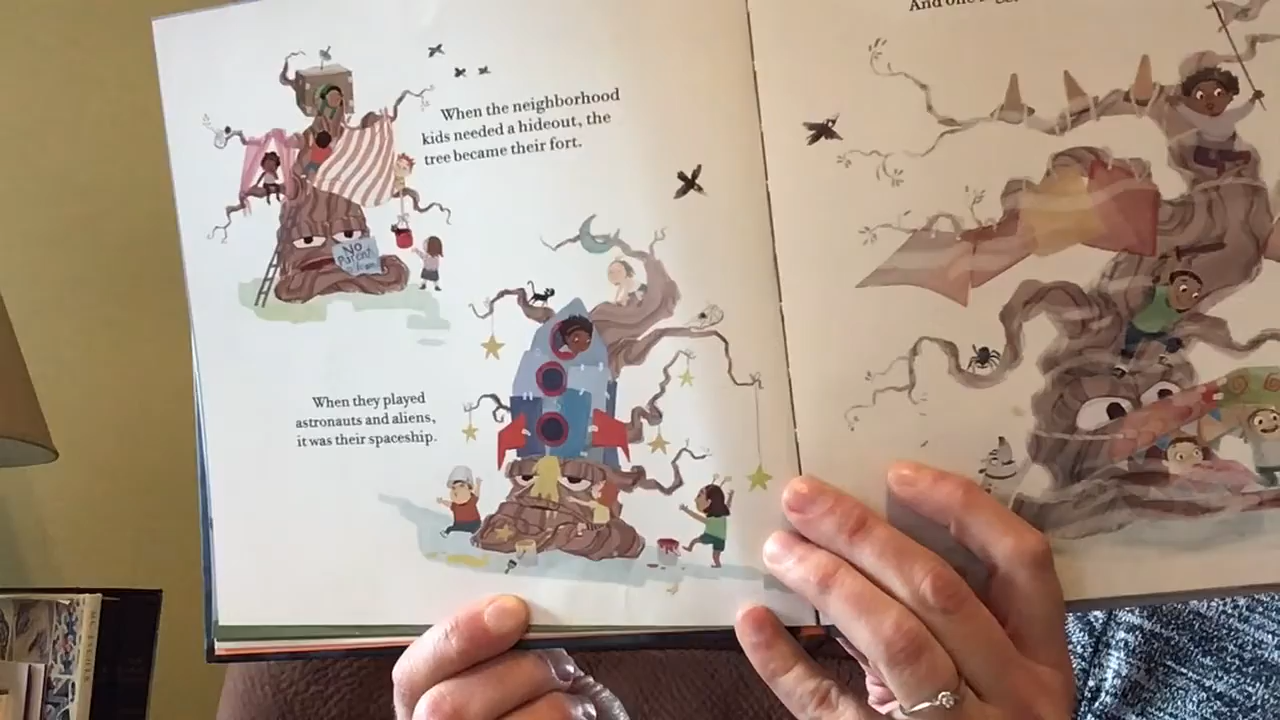 When the neighborhood
kids needed a hideout, the
tree became their fort.
No
Parent
When they played
astronauts and aliens,
it was their spaceship.
And one